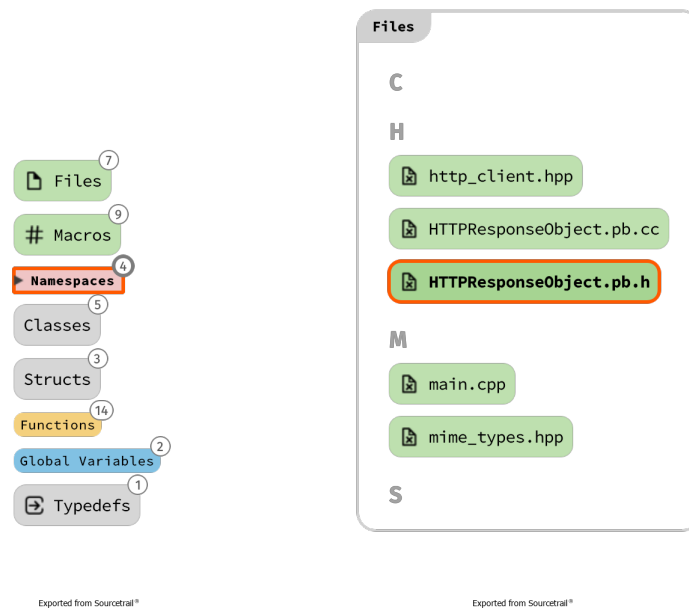 7
Files
9
# Macros
4
Namespaces
5
Classes
3
Structs
14
Functions
2
Global Variables
1
Typedefs
Exported from Sourcetrail®
Files
C
H
http_client.hpp
HTTPResponseObject.pb.cc
HTTPResponseObject.pb.h
M
main.cpp
mime_types.hpp
S
Exported from Sourcetrail®